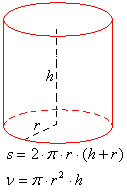 h
r
s = 2·π·r·(h+r)
v = π·r²·h